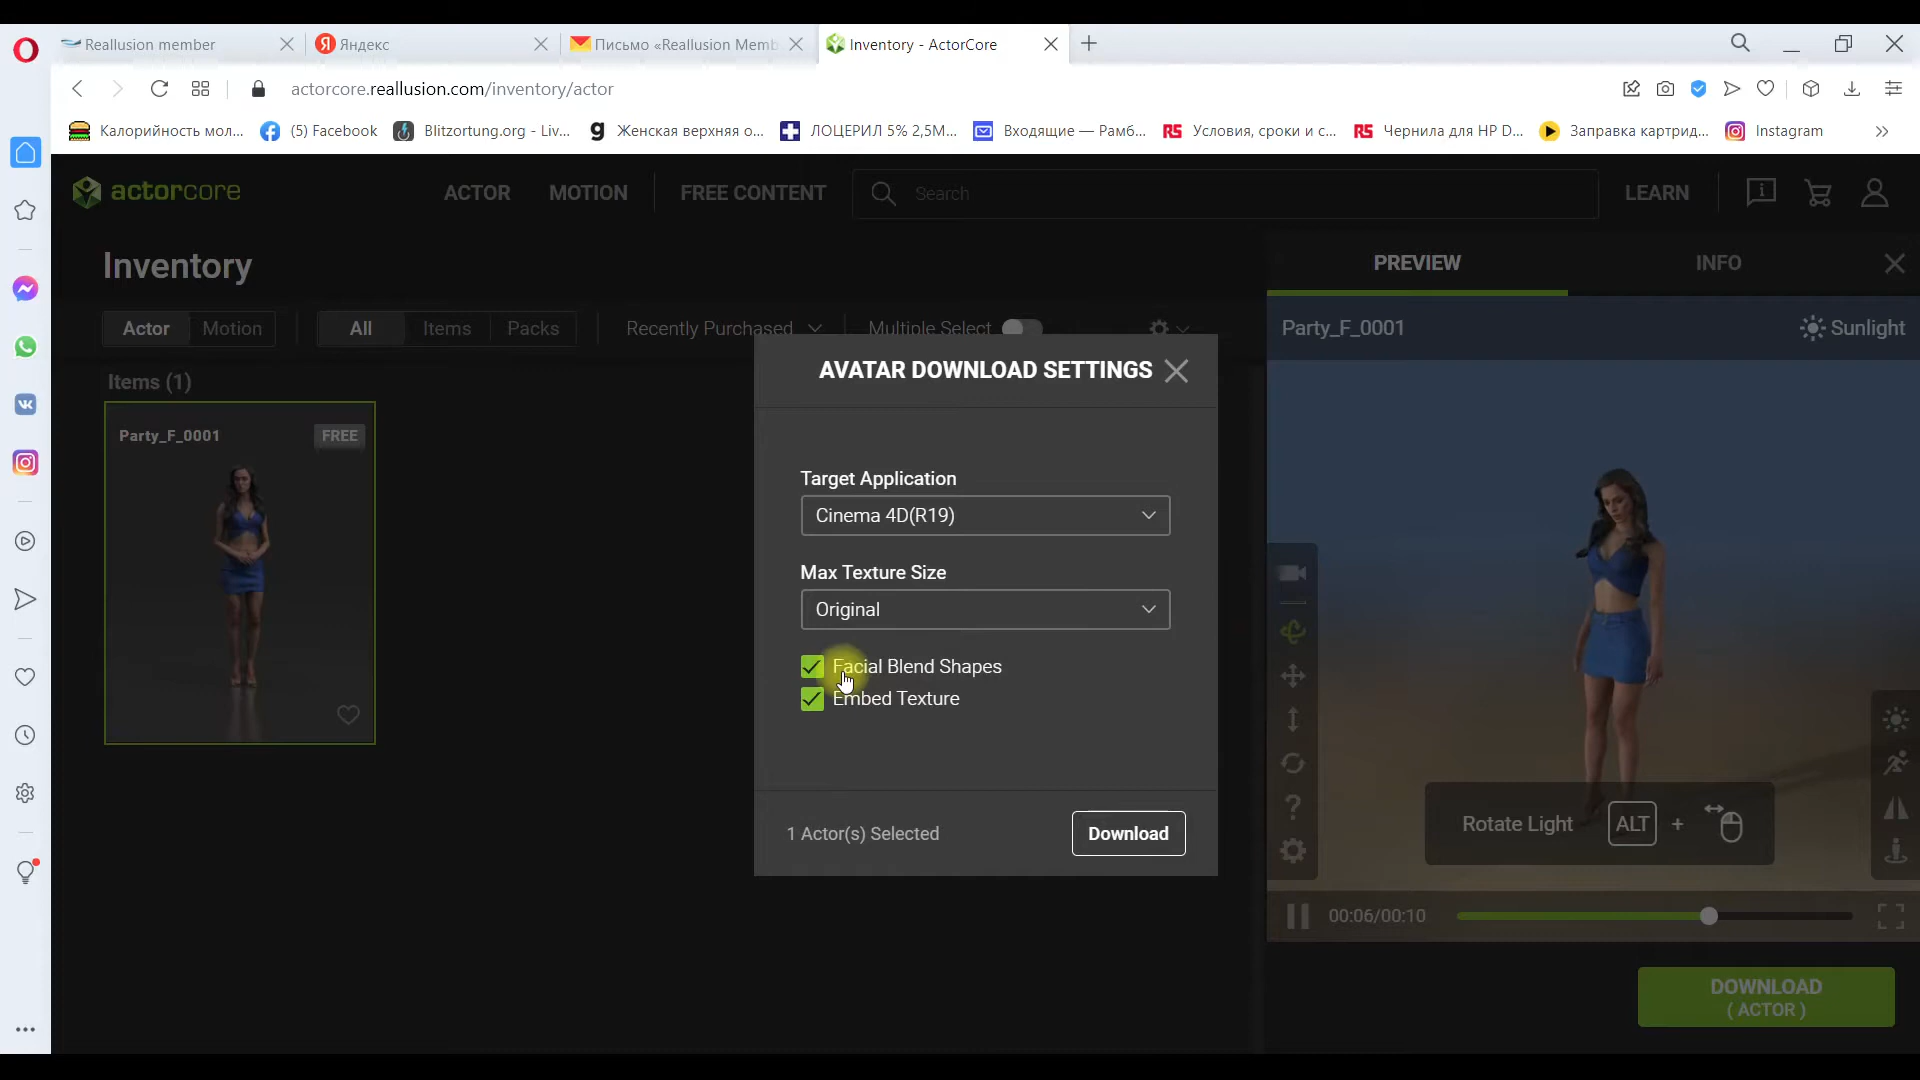 Reallusion member
Яндекс
Письмо «Reallusion Memb
Inventory - ActorCore
actorcore.reallusion.com/inventory/actor
Калорийность мол...
(5) Facebook
Blitzortung.org - Liv...
Женская верхняя о...
ЛОЦЕРИЛ 5% 2,5М...
Входящие — Рамб...
Условия, сроки и с...
Чернила для HP D...
Заправка картрид...
Instagram
actorcore
ACTOR
MOTION
FREE CONTENT
Search
LEARN
Inventory
PREVIEW
INFO
Actor
Motion
All
Items
Packs
Recently Purchased
Multiple Select
Party_F_0001
Sunlight
Items (1)
Party_F_0001
FREE
AVATAR DOWNLOAD SETTINGS
Target Application
Cinema 4D(R19)
Max Texture Size
Original
Facial Blend Shapes
Embed Texture
1 Actor(s) Selected
Download
Rotate Light
ALT
+
00:06/00:10
DOWNLOAD
( ACTOR )